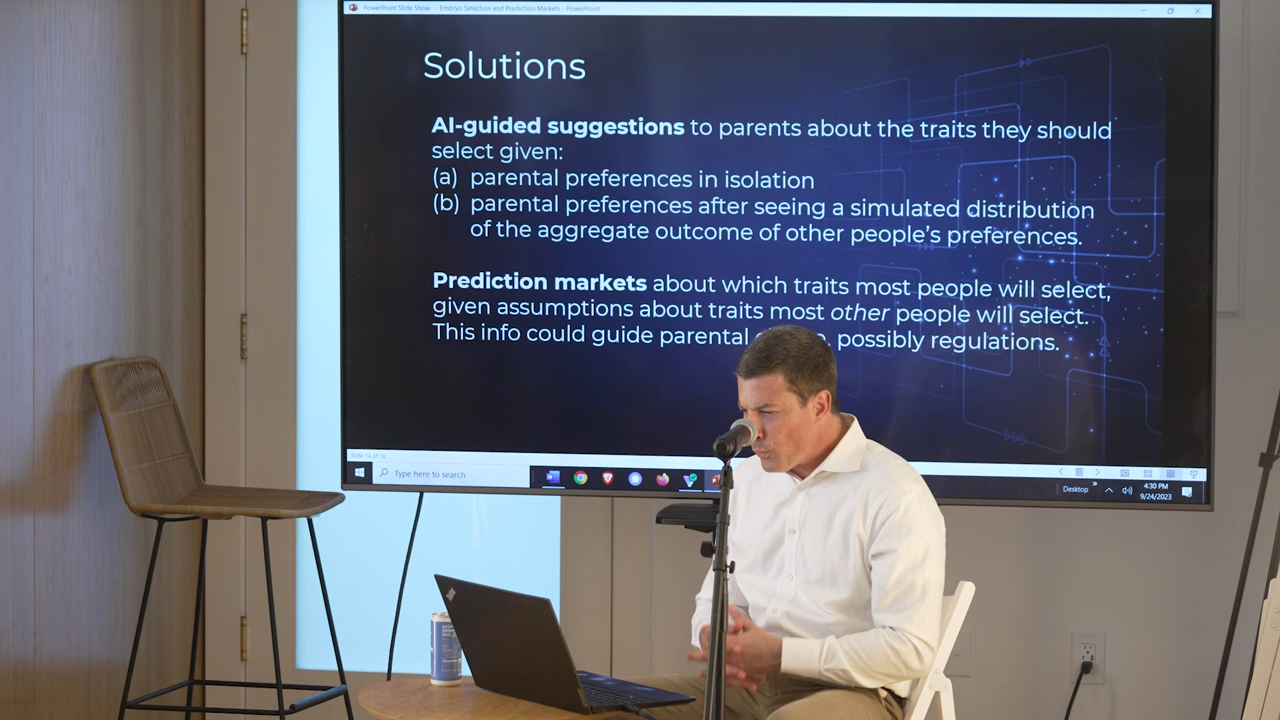 PowerPoint Slide Show - Embryo Selection and Prediction Markets - PowerPoint
Solutions
AI-guided suggestions to parents about the traits they should
select given:
(a) parental preferences in isolation
(b) parental preferences after seeing a simulated distribution
of the aggregate outcome of other people's preferences.
Prediction markets about which traits most people will select,
given assumptions about traits most other people will select.
This info could guide parental possibly regulations.
Type here to search
Desktop
4:30 PM
9/24/2023